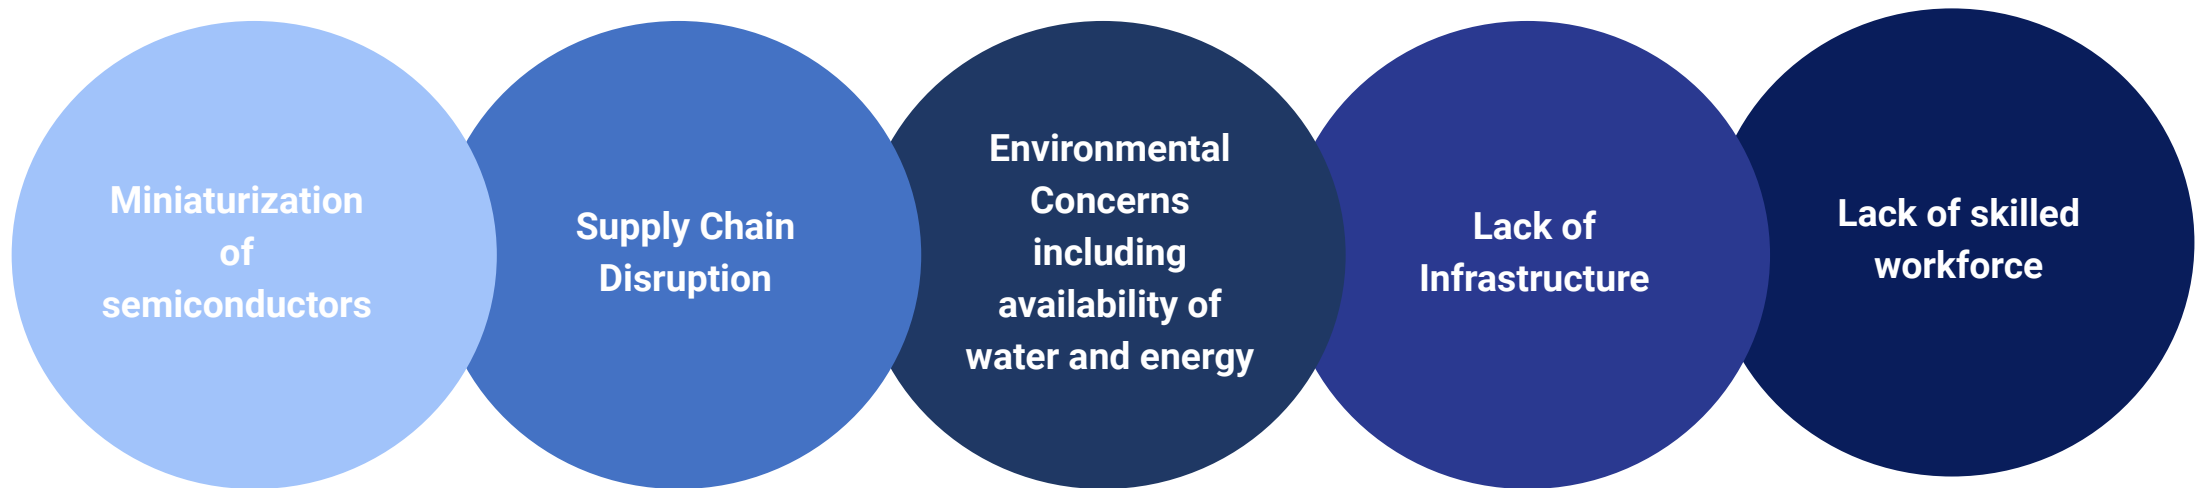 Miniaturization
of
semiconductors
Supply Chain
Disruption
Environmental
Concerns
including
availability of
water and energy
Lack of
Infrastructure
Lack of skilled
workforce